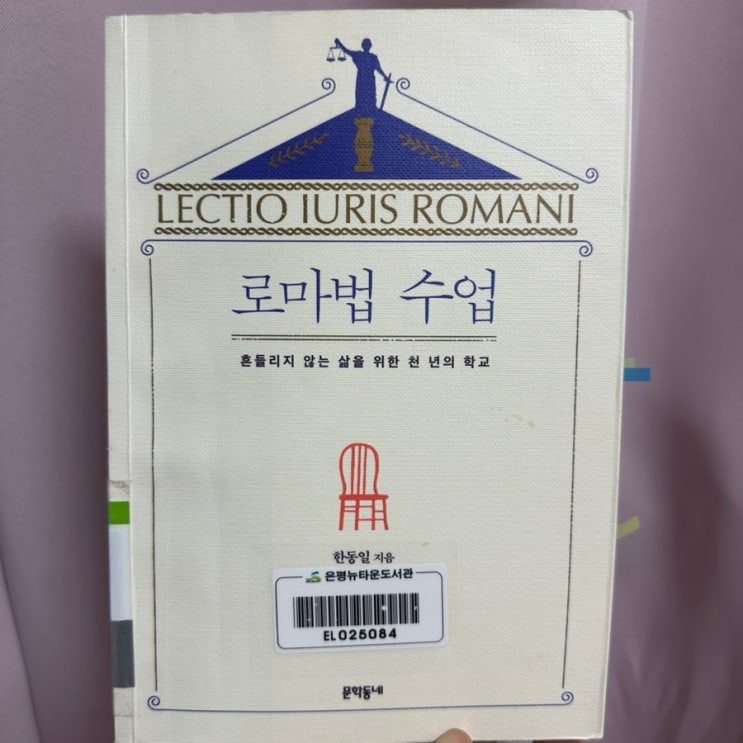 LECTIO IURIS ROMANI
로마법 수업
흔들리지 않는 삶을 위한 천 년의 학교
한동일 지음
은평뉴타운도서관
EL025084
문학동네